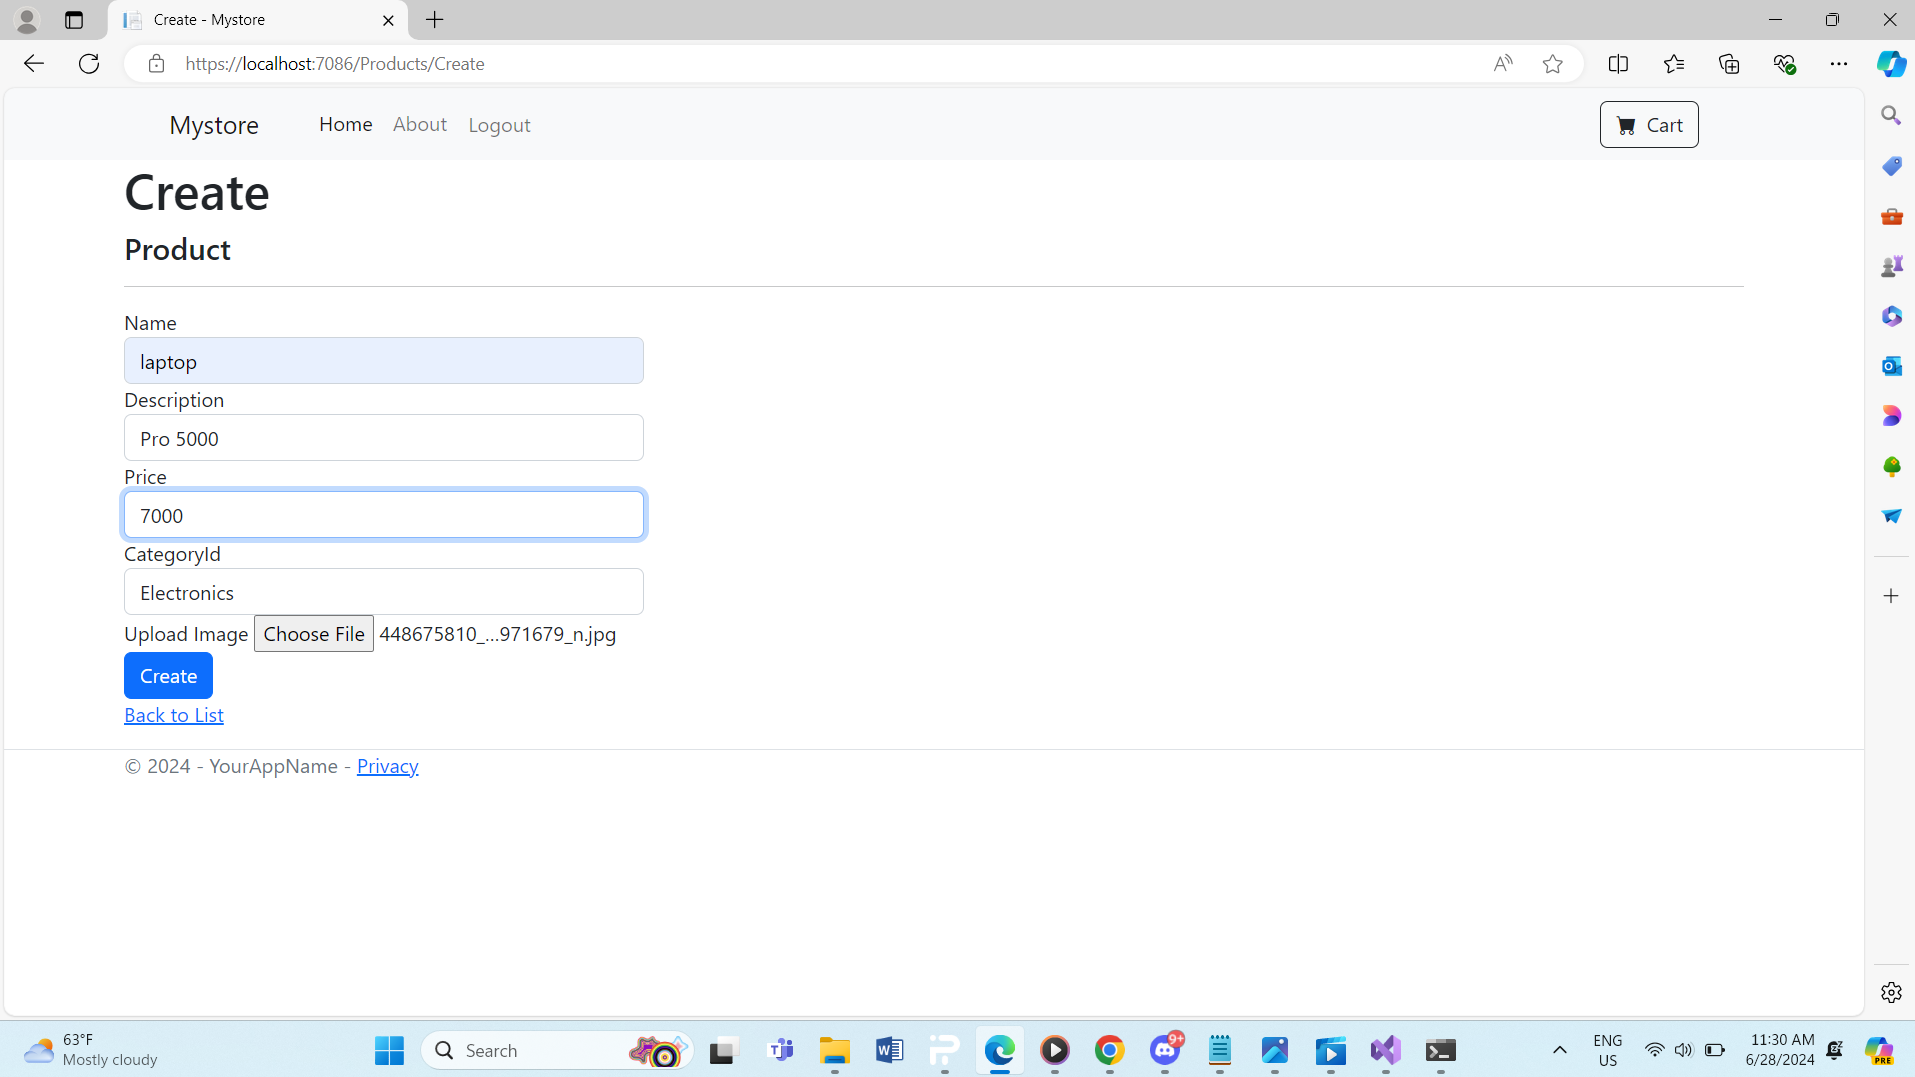 Create - Mystore
https://localhost:7086/Products/Create
Mystore
Home
About
Logout
Cart
Create
Product
Name
laptop
Description
Pro 5000
Price
7000
CategoryId
Electronics
Upload Image Choose File 448675810_...971679_n.jpg
Create
Back to List
© 2024 - YourAppName - Privacy
63°F
Mostly cloudy
Search
9+
ENG
US
11:30 AM
6/28/2024
PRE